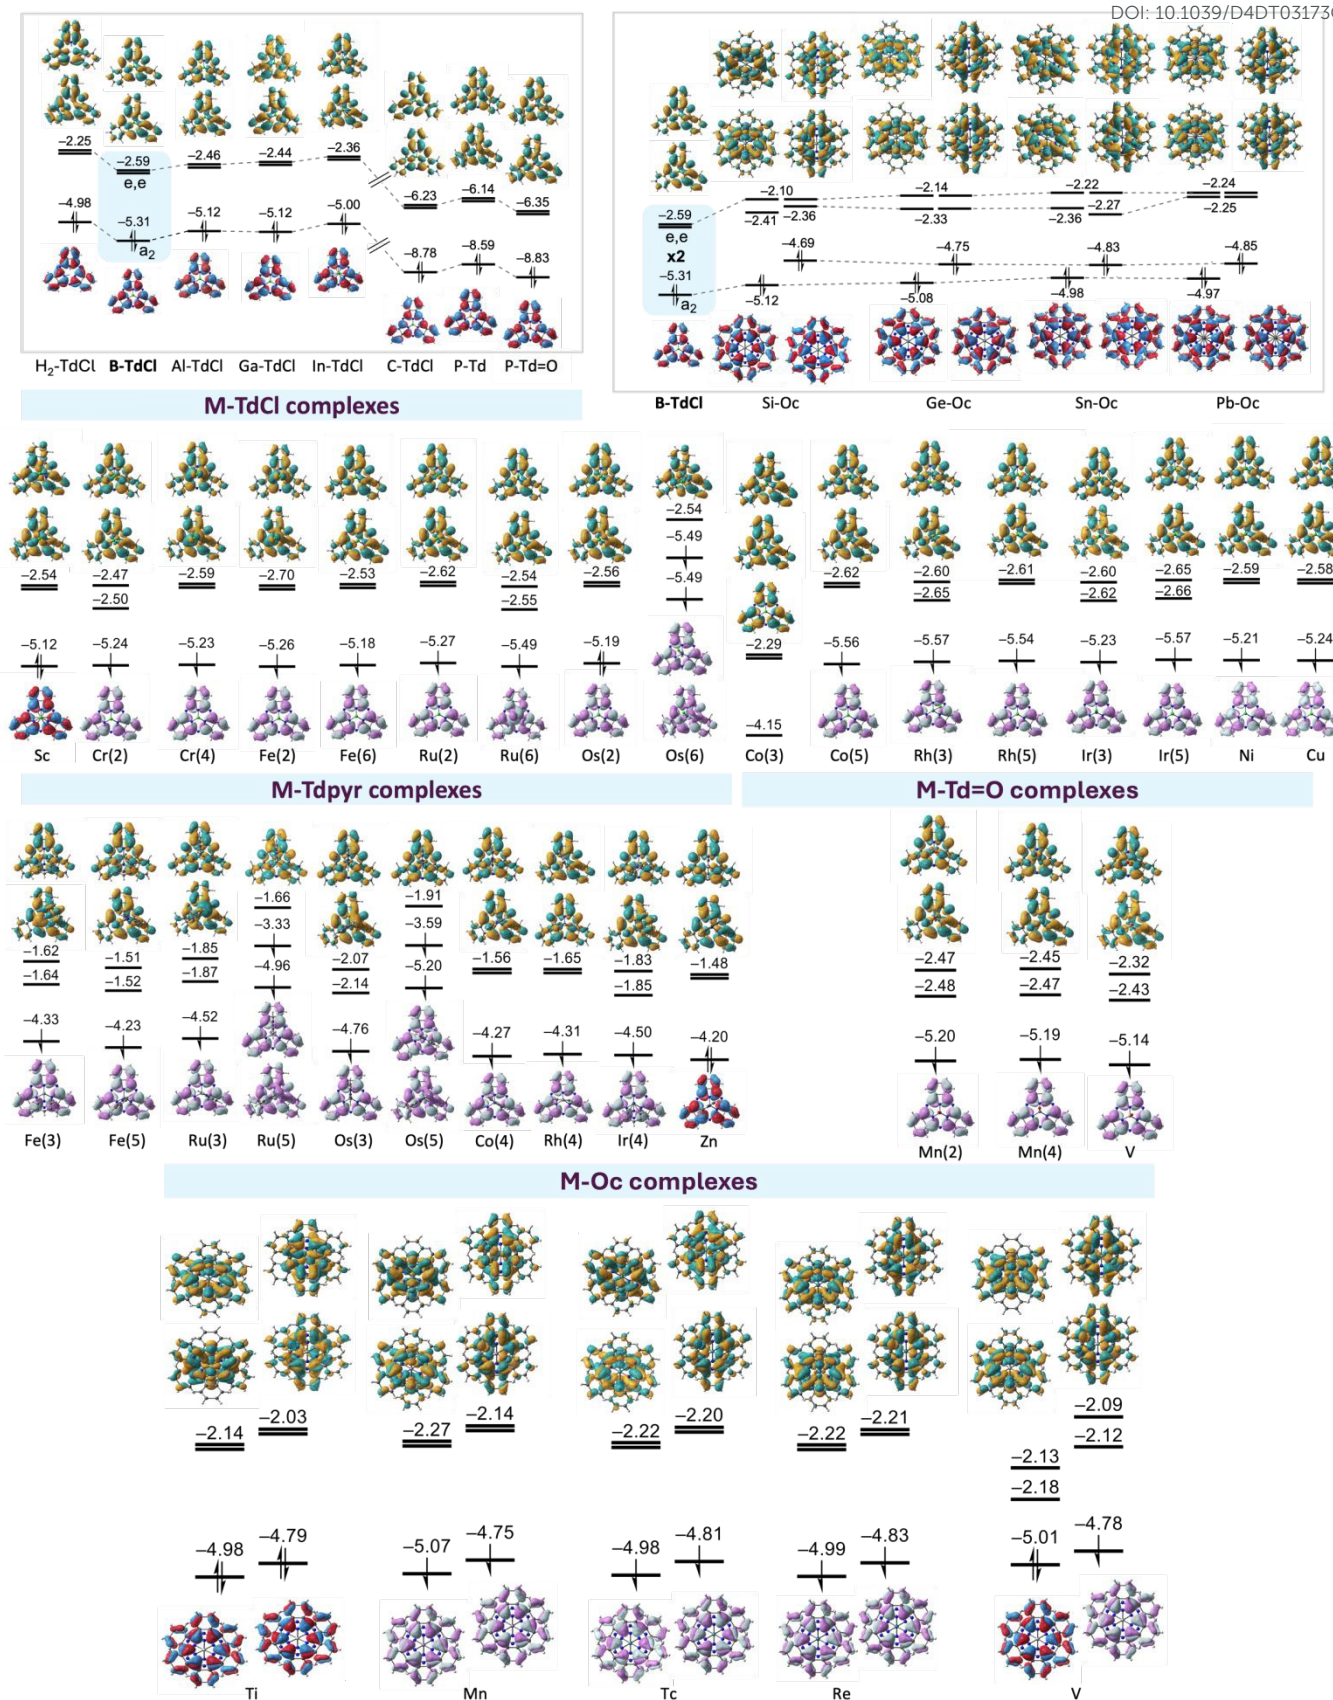 DOI: 10.1039/D4DT03173
−2.25 −2.59 −2.46 −2.44 −2.36
e,e
−6.23 −6.14 −6.35
−4.98 −5.31 −5.12 −5.12 −5.00
a2
−8.78 −8.59 −8.83
H2-TdCl B-TdCl Al-TdCl Ga-TdCl In-TdCl C-TdCl P-Td P-Td=O
−2.10 −2.14 −2.22 −2.24
−2.59 −2.41 −2.36 −2.33 −2.36 −2.27 −2.25
e,e
x2
−4.69 −4.75 −4.83 −4.85
−5.31
a2
−5.12 −5.08 −4.98 −4.97
B-TdCl Si-Oc Ge-Oc Sn-Oc Pb-Oc
M-TdCl complexes
−2.54
−5.49
−5.49
−2.54 −2.47 −2.59 −2.70 −2.53 −2.62 −2.54 −2.56 −2.62 −2.60 −2.61 −2.60 −2.65 −2.59 −2.58
−2.50 −2.55 −2.65 −2.62 −2.66
−2.29
−5.12 −5.24 −5.23 −5.26 −5.18 −5.27 −5.49 −5.19 −5.56 −5.57 −5.54 −5.23 −5.57 −5.21 −5.24
−4.15
Sc Cr(2) Cr(4) Fe(2) Fe(6) Ru(2) Ru(6) Os(2) Os(6) Co(3) Co(5) Rh(3) Rh(5) Ir(3) Ir(5) Ni Cu
M-Tdpyr complexes
M-Td=O complexes
−1.66 −1.91
−3.33 −3.59
−4.96 −5.20
−1.62 −1.51 −1.85 −2.07 −1.56 −1.65 −1.83 −1.48
−1.64 −1.52 −1.87 −2.14 −1.85
−4.33 −4.23 −4.52 −4.76 −4.27 −4.31 −4.50 −4.20
Fe(3) Fe(5) Ru(3) Ru(5) Os(3) Os(5) Co(4) Rh(4) Ir(4) Zn
−2.47 −2.45 −2.32
−2.48 −2.47 −2.43
−5.20 −5.19 −5.14
Mn(2) Mn(4) V
M-Oc complexes
−2.14 −2.03 −2.27 −2.14 −2.22 −2.20 −2.22 −2.21 −2.09
−2.12
−2.13
−2.18
−4.98 −4.79 −5.07 −4.75 −4.98 −4.81 −4.99 −4.83 −5.01 −4.78
Ti Mn Tc Re V